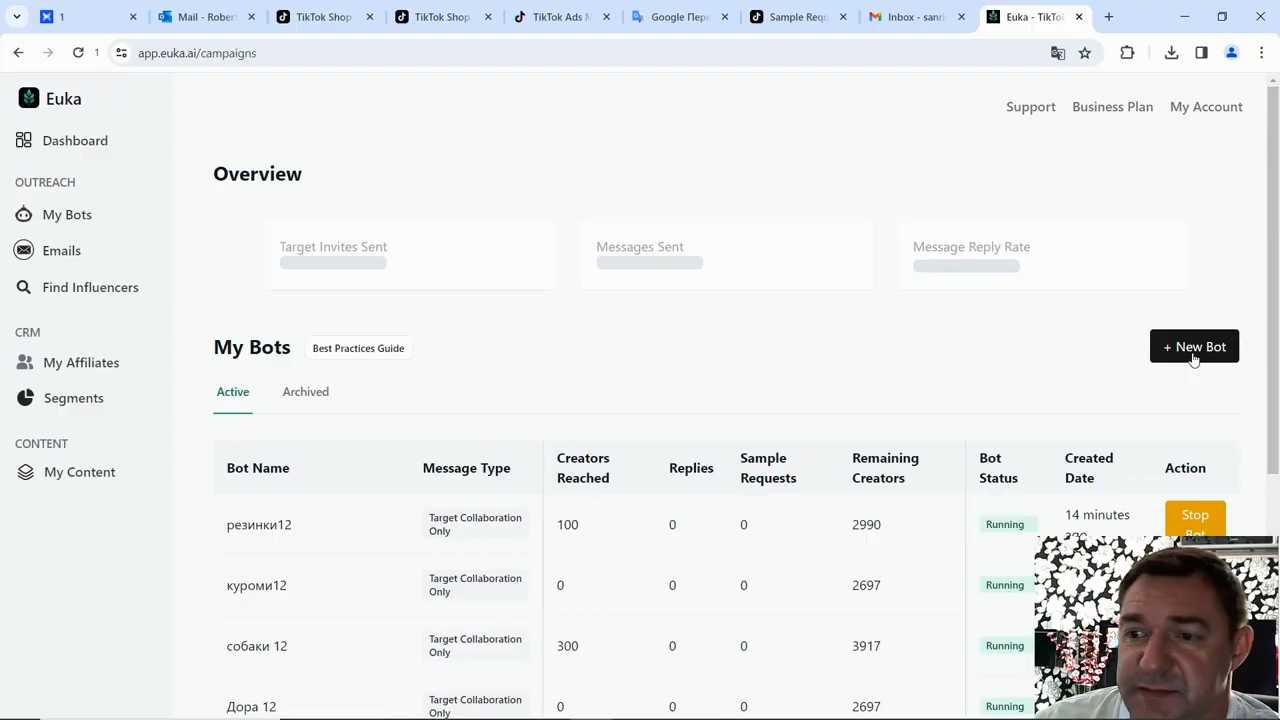 1
Mail - Rober
TikTok Shop
TikTok Shop
TikTok Ads M
Google Пере
Sample Requ
Inbox - sanri
Euka - TikTo
1
app.euka.ai/campaigns
Euka
Support
Business Plan
My Account
Dashboard
OUTREACH
My Bots
Emails
Find Influencers
CRM
My Affiliates
Segments
CONTENT
My Content
Overview
Target Invites Sent
Messages Sent
Message Reply Rate
My Bots
Best Practices Guide
+ New Bot
Active
Archived
Bot Name
Message Type
Creators
Reached
Replies
Sample
Requests
Remaining
Creators
Bot
Status
Created
Date
Action
резинки12
Target Collaboration
Only
100
0
0
2990
Running
14 minutes
Stop
Bot
куроми12
Target Collaboration
Only
0
0
0
2697
Running
собаки 12
Target Collaboration
Only
300
0
0
3917
Running
Дора 12
Target Collaboration
Only
0
0
0
2697
Running